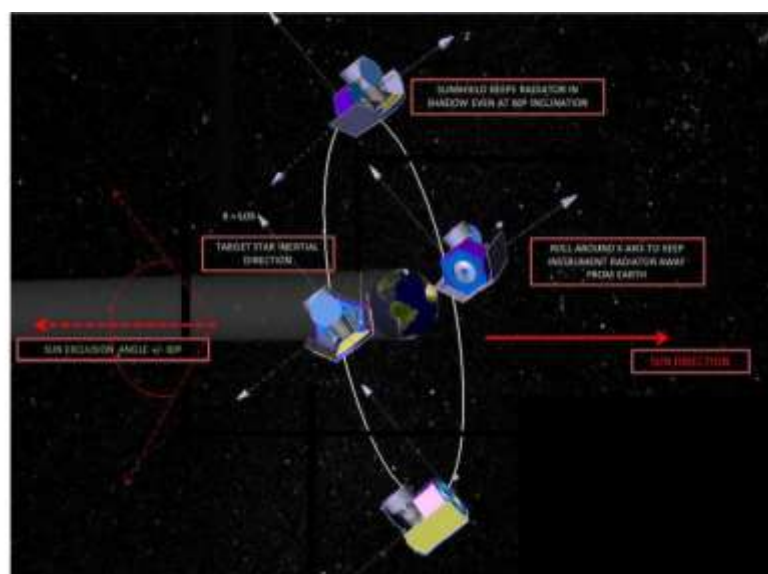 Z
SUNSHIELD KEEPS RADIATOR IN
SHADOW EVEN AT 60° INCLINATION
X = LOS
TARGET STAR INERTIAL
DIRECTION
ROLL AROUND X-AXIS TO KEEP
INSTRUMENT RADIATOR AWAY
FROM EARTH
SUN EXCLUSION ANGLE +/-
SUN DIRECTION